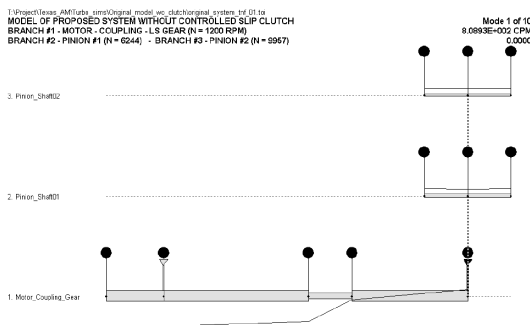 T:\Project\Texas_AM\Turbo_sims\Original_model_wo_clutch\original_system_tnf_01.toi
MODEL OF PROPOSED SYSTEM WITHOUT CONTROLLED SLIP CLUTCH
BRANCH #1 - MOTOR - COUPLING - LS GEAR (N = 1200 RPM)
BRANCH #2 - PINION #1 (N = 6244) - BRANCH #3 - PINION #2 (N = 9957)
Mode 1 of 10
8.0893E+002 CPM
0.0000
3. Pinion_Shaft02
2. Pinion_Shaft01
1. Motor_Coupling_Gear